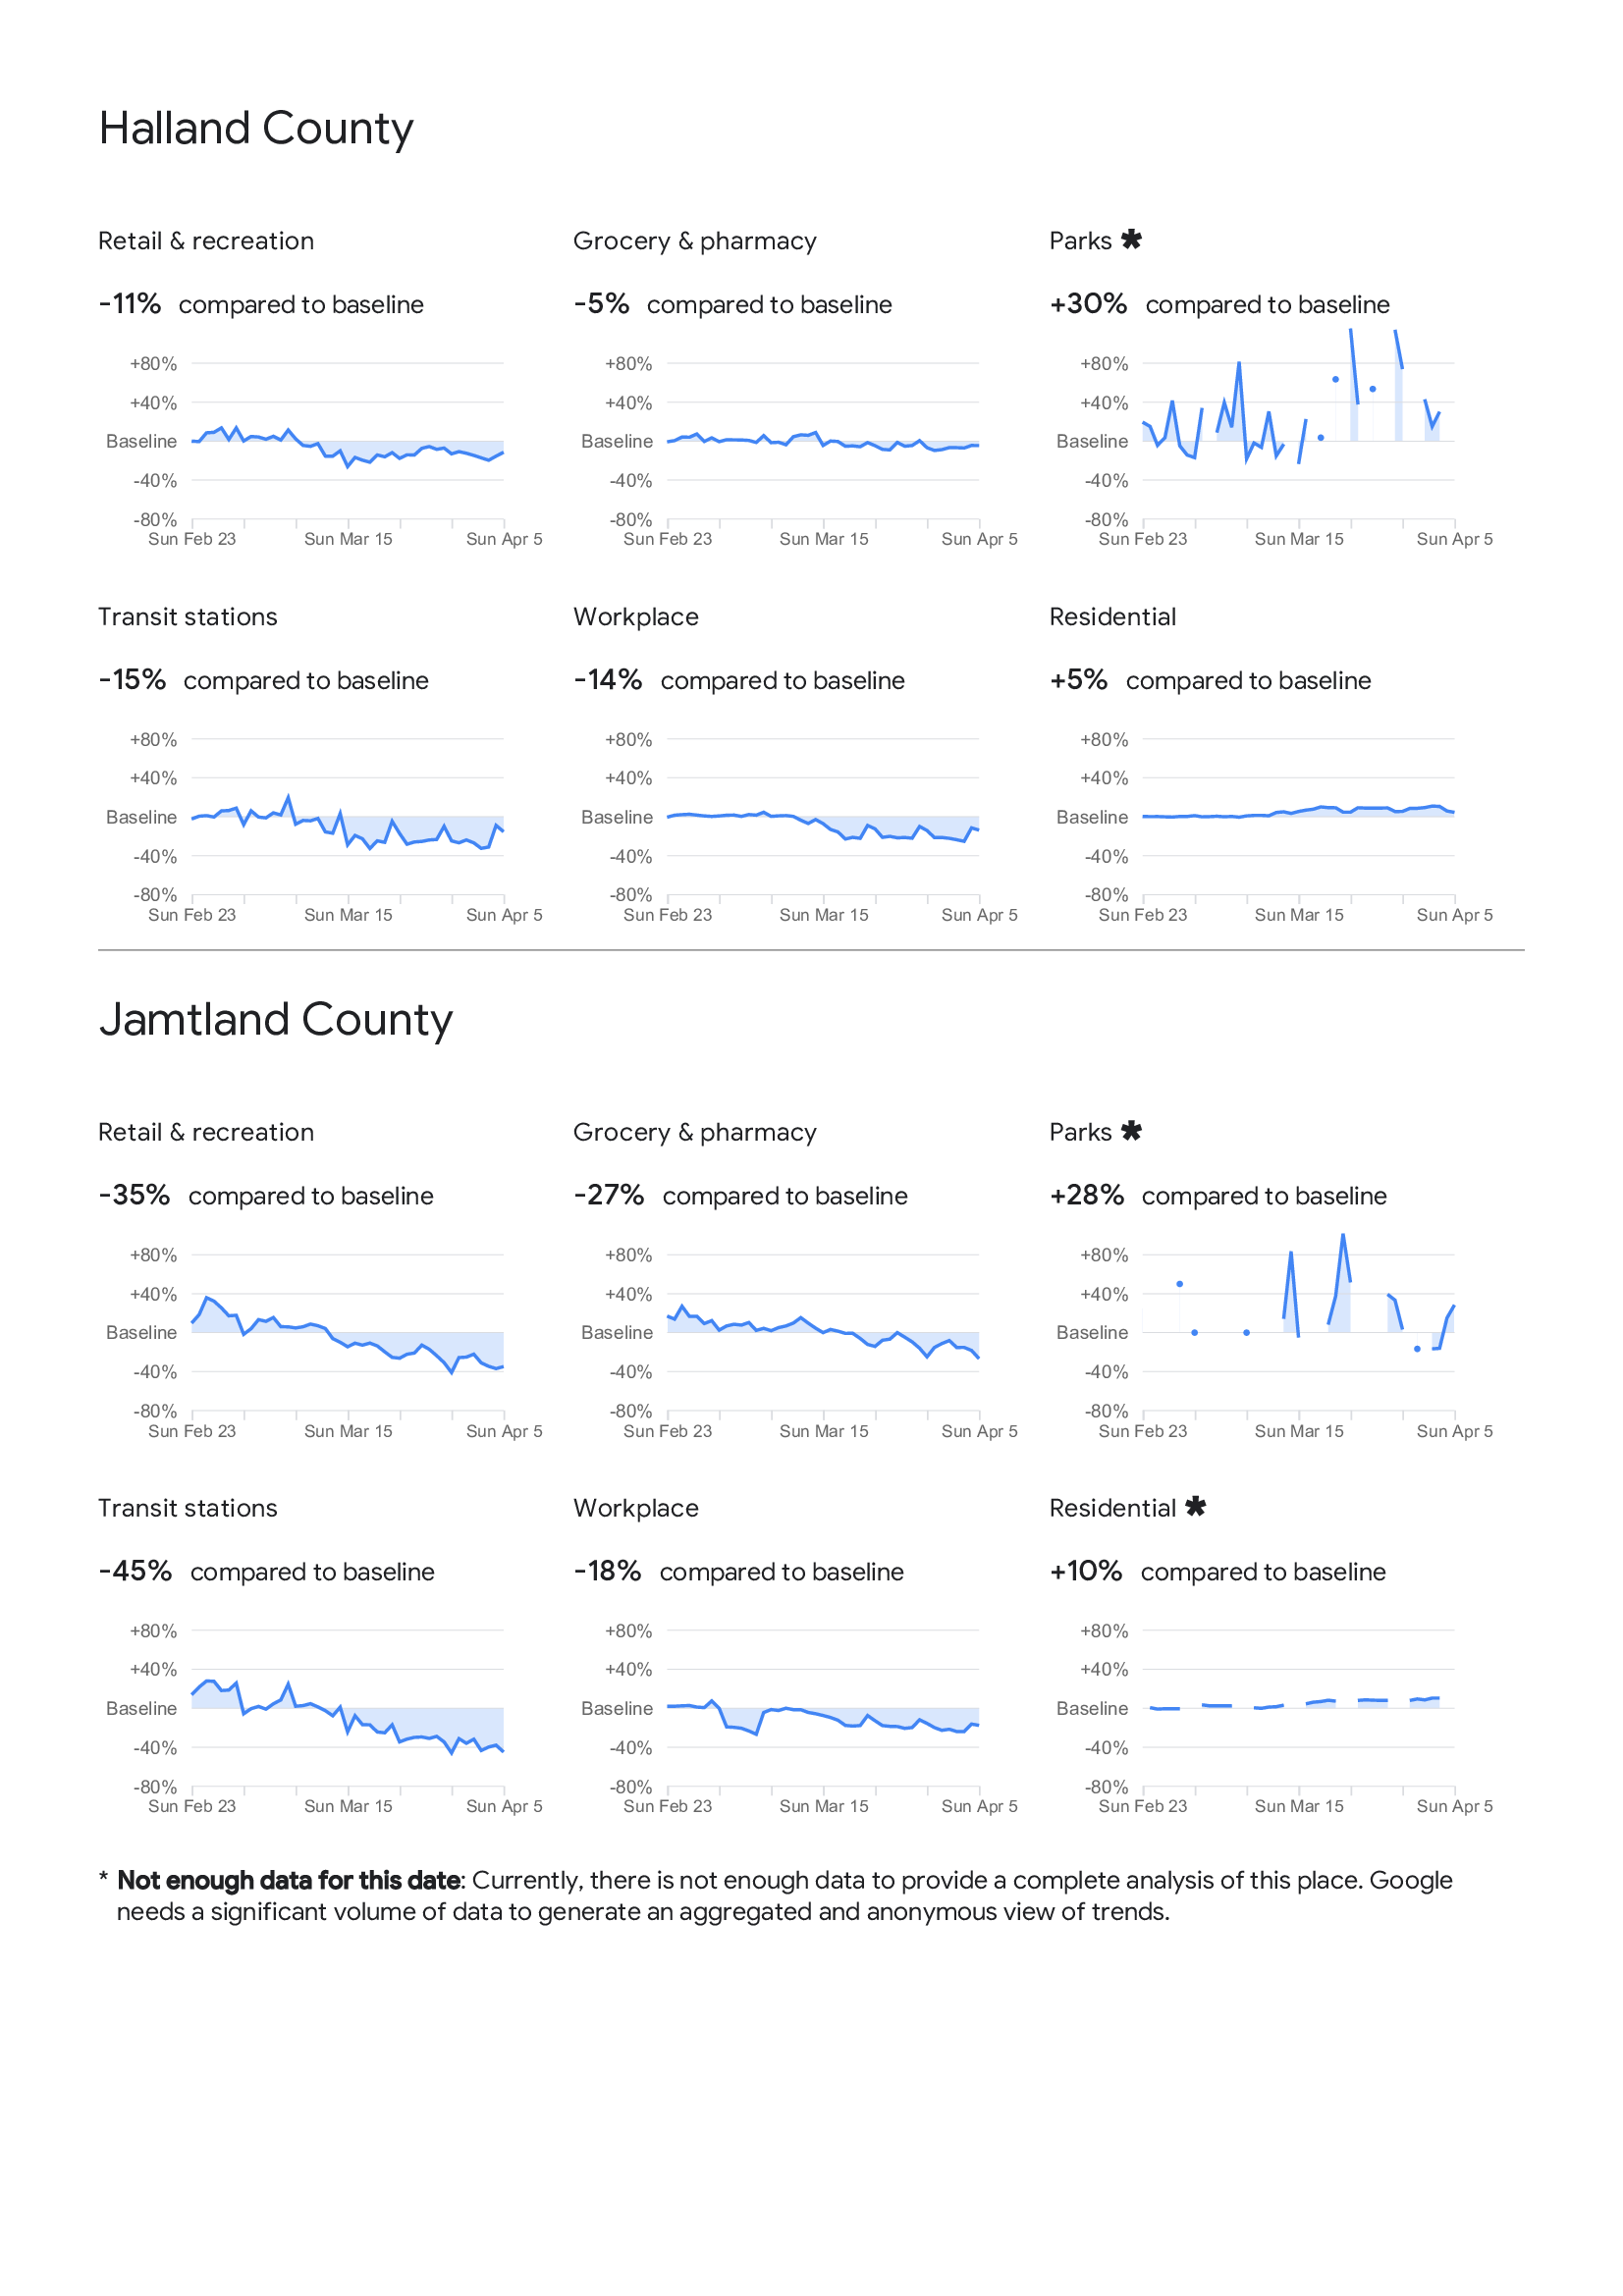 Halland County
Retail & recreation
-11% compared to baseline
+80%
+40%
Baseline
-40%
-80%
Sun Feb 23 Sun Mar 15 Sun Apr 5
Grocery & pharmacy
-5% compared to baseline
+80%
+40%
Baseline
-40%
-80%
Sun Feb 23 Sun Mar 15 Sun Apr 5
Parks *
+30% compared to baseline
+80%
+40%
Baseline
-40%
-80%
Sun Feb 23 Sun Mar 15 Sun Apr 5
Transit stations
-15% compared to baseline
+80%
+40%
Baseline
-40%
-80%
Sun Feb 23 Sun Mar 15 Sun Apr 5
Workplace
-14% compared to baseline
+80%
+40%
Baseline
-40%
-80%
Sun Feb 23 Sun Mar 15 Sun Apr 5
Residential
+5% compared to baseline
+80%
+40%
Baseline
-40%
-80%
Sun Feb 23 Sun Mar 15 Sun Apr 5
Jamtland County
Retail & recreation
-35% compared to baseline
+80%
+40%
Baseline
-40%
-80%
Sun Feb 23 Sun Mar 15 Sun Apr 5
Grocery & pharmacy
-27% compared to baseline
+80%
+40%
Baseline
-40%
-80%
Sun Feb 23 Sun Mar 15 Sun Apr 5
Parks *
+28% compared to baseline
+80%
+40%
Baseline
-40%
-80%
Sun Feb 23 Sun Mar 15 Sun Apr 5
Transit stations
-45% compared to baseline
+80%
+40%
Baseline
-40%
-80%
Sun Feb 23 Sun Mar 15 Sun Apr 5
Workplace
-18% compared to baseline
+80%
+40%
Baseline
-40%
-80%
Sun Feb 23 Sun Mar 15 Sun Apr 5
Residential *
+10% compared to baseline
+80%
+40%
Baseline
-40%
-80%
Sun Feb 23 Sun Mar 15 Sun Apr 5
* Not enough data for this date: Currently, there is not enough data to provide a complete analysis of this place. Google
needs a significant volume of data to generate an aggregated and anonymous view of trends.